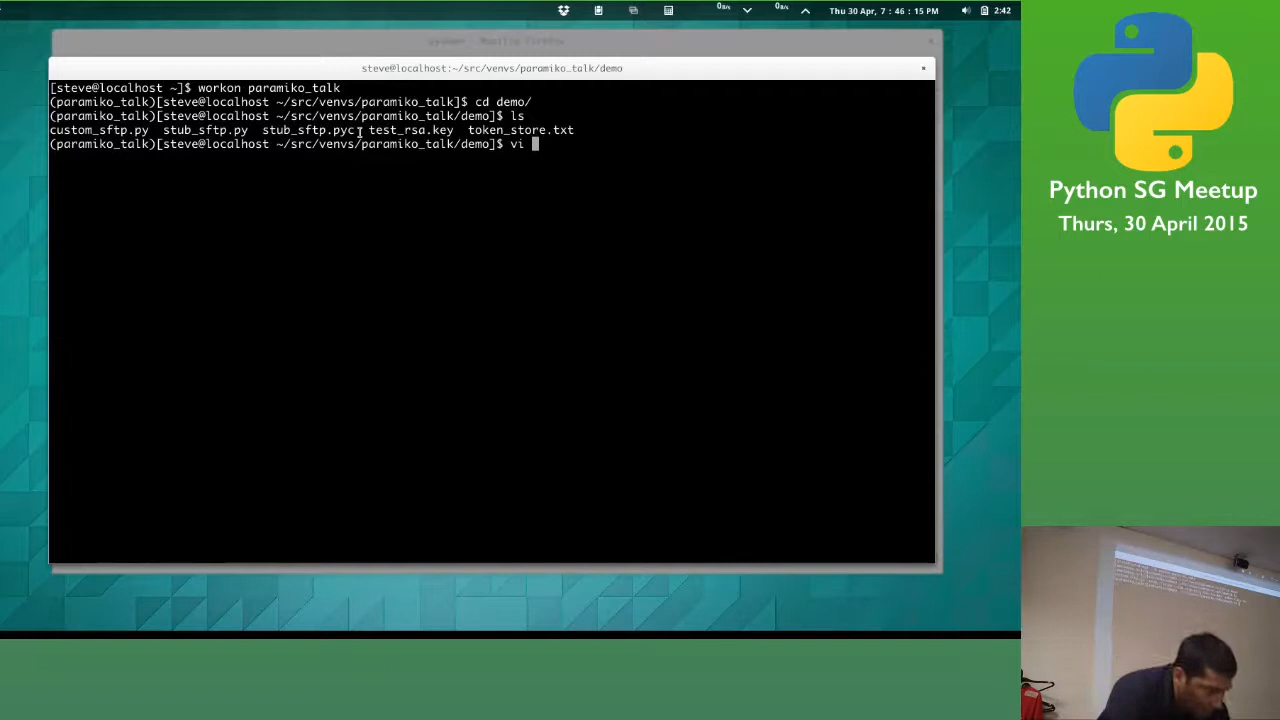 Thu 30 Apr, 7 : 46 : 15 PM
2:42
steve@localhost:~/src/venvs/paramiko_talk/demo
[steve@localhost ~]$ workon paramiko_talk
(paramiko_talk)[steve@localhost ~/src/venvs/paramiko_talk]$ cd demo/
(paramiko_talk)[steve@localhost ~/src/venvs/paramiko_talk/demo]$ ls
custom_sftp.py stub_sftp.py stub_sftp.pyc test_rsa.key token_store.txt
(paramiko_talk)[steve@localhost ~/src/venvs/paramiko_talk/demo]$ vi
Python SG Meetup
Thurs, 30 April 2015